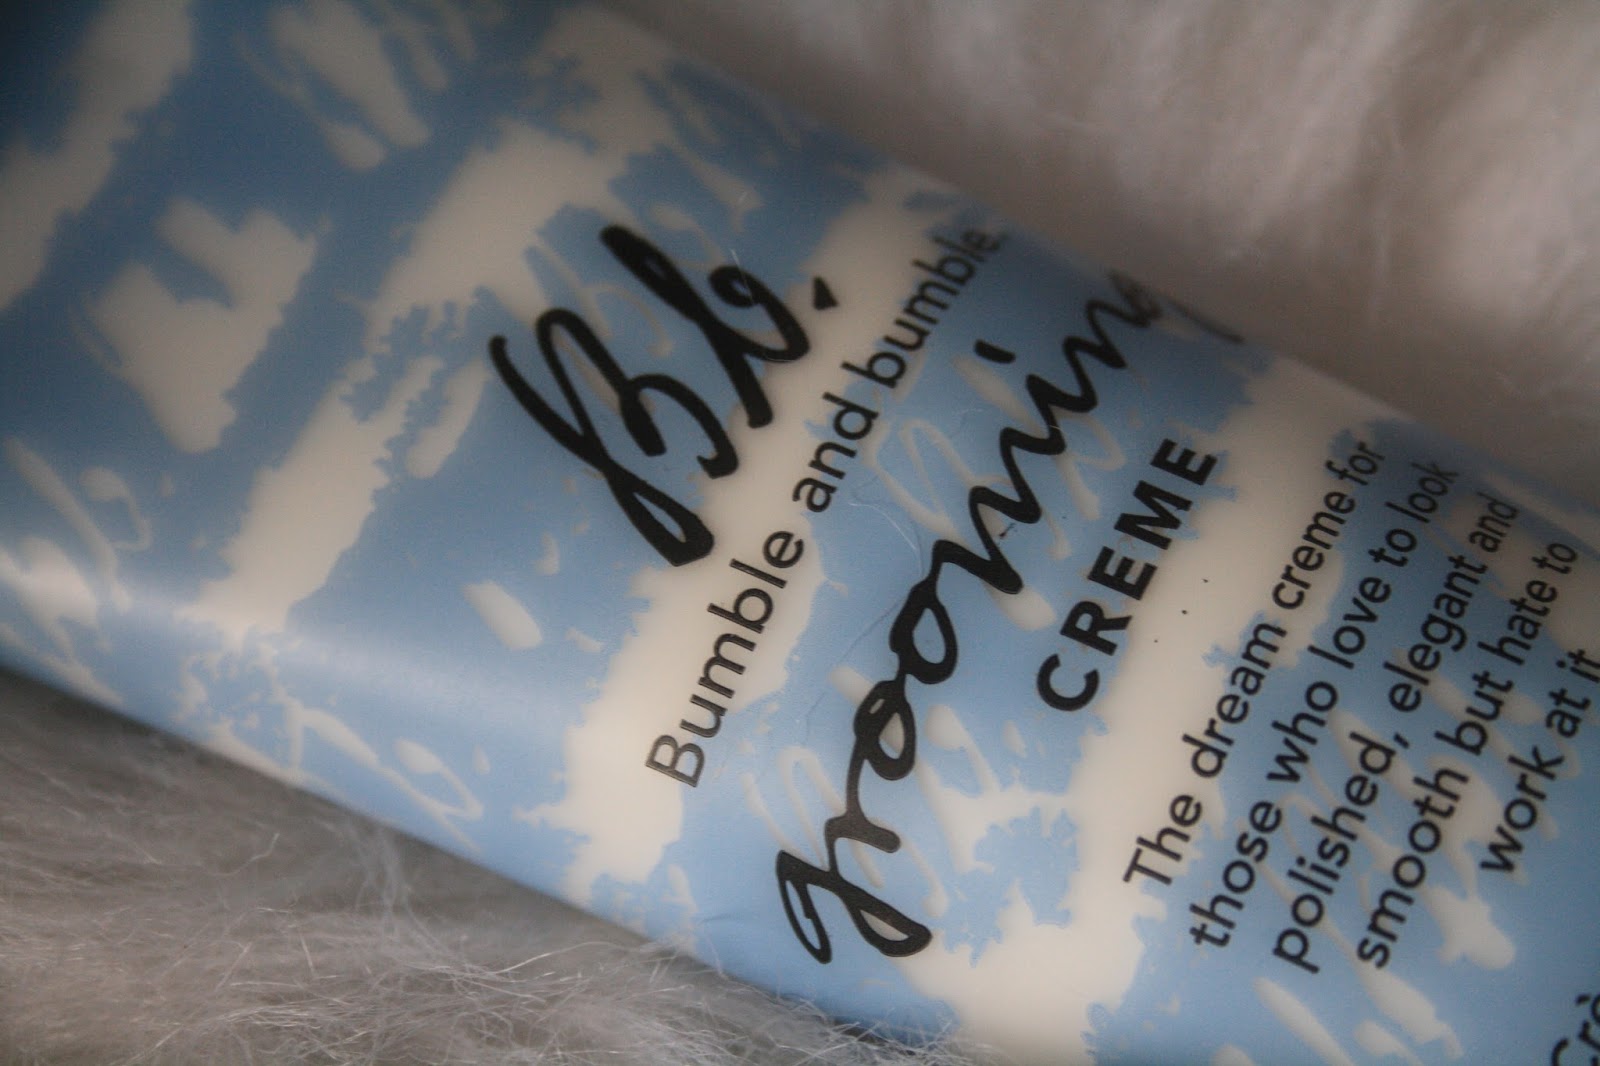 Bb.
Bumble and bumble.
grooming
CREME
The dream creme for
those who love to look
polished, elegant and
smooth but hate to
work at it
Crè